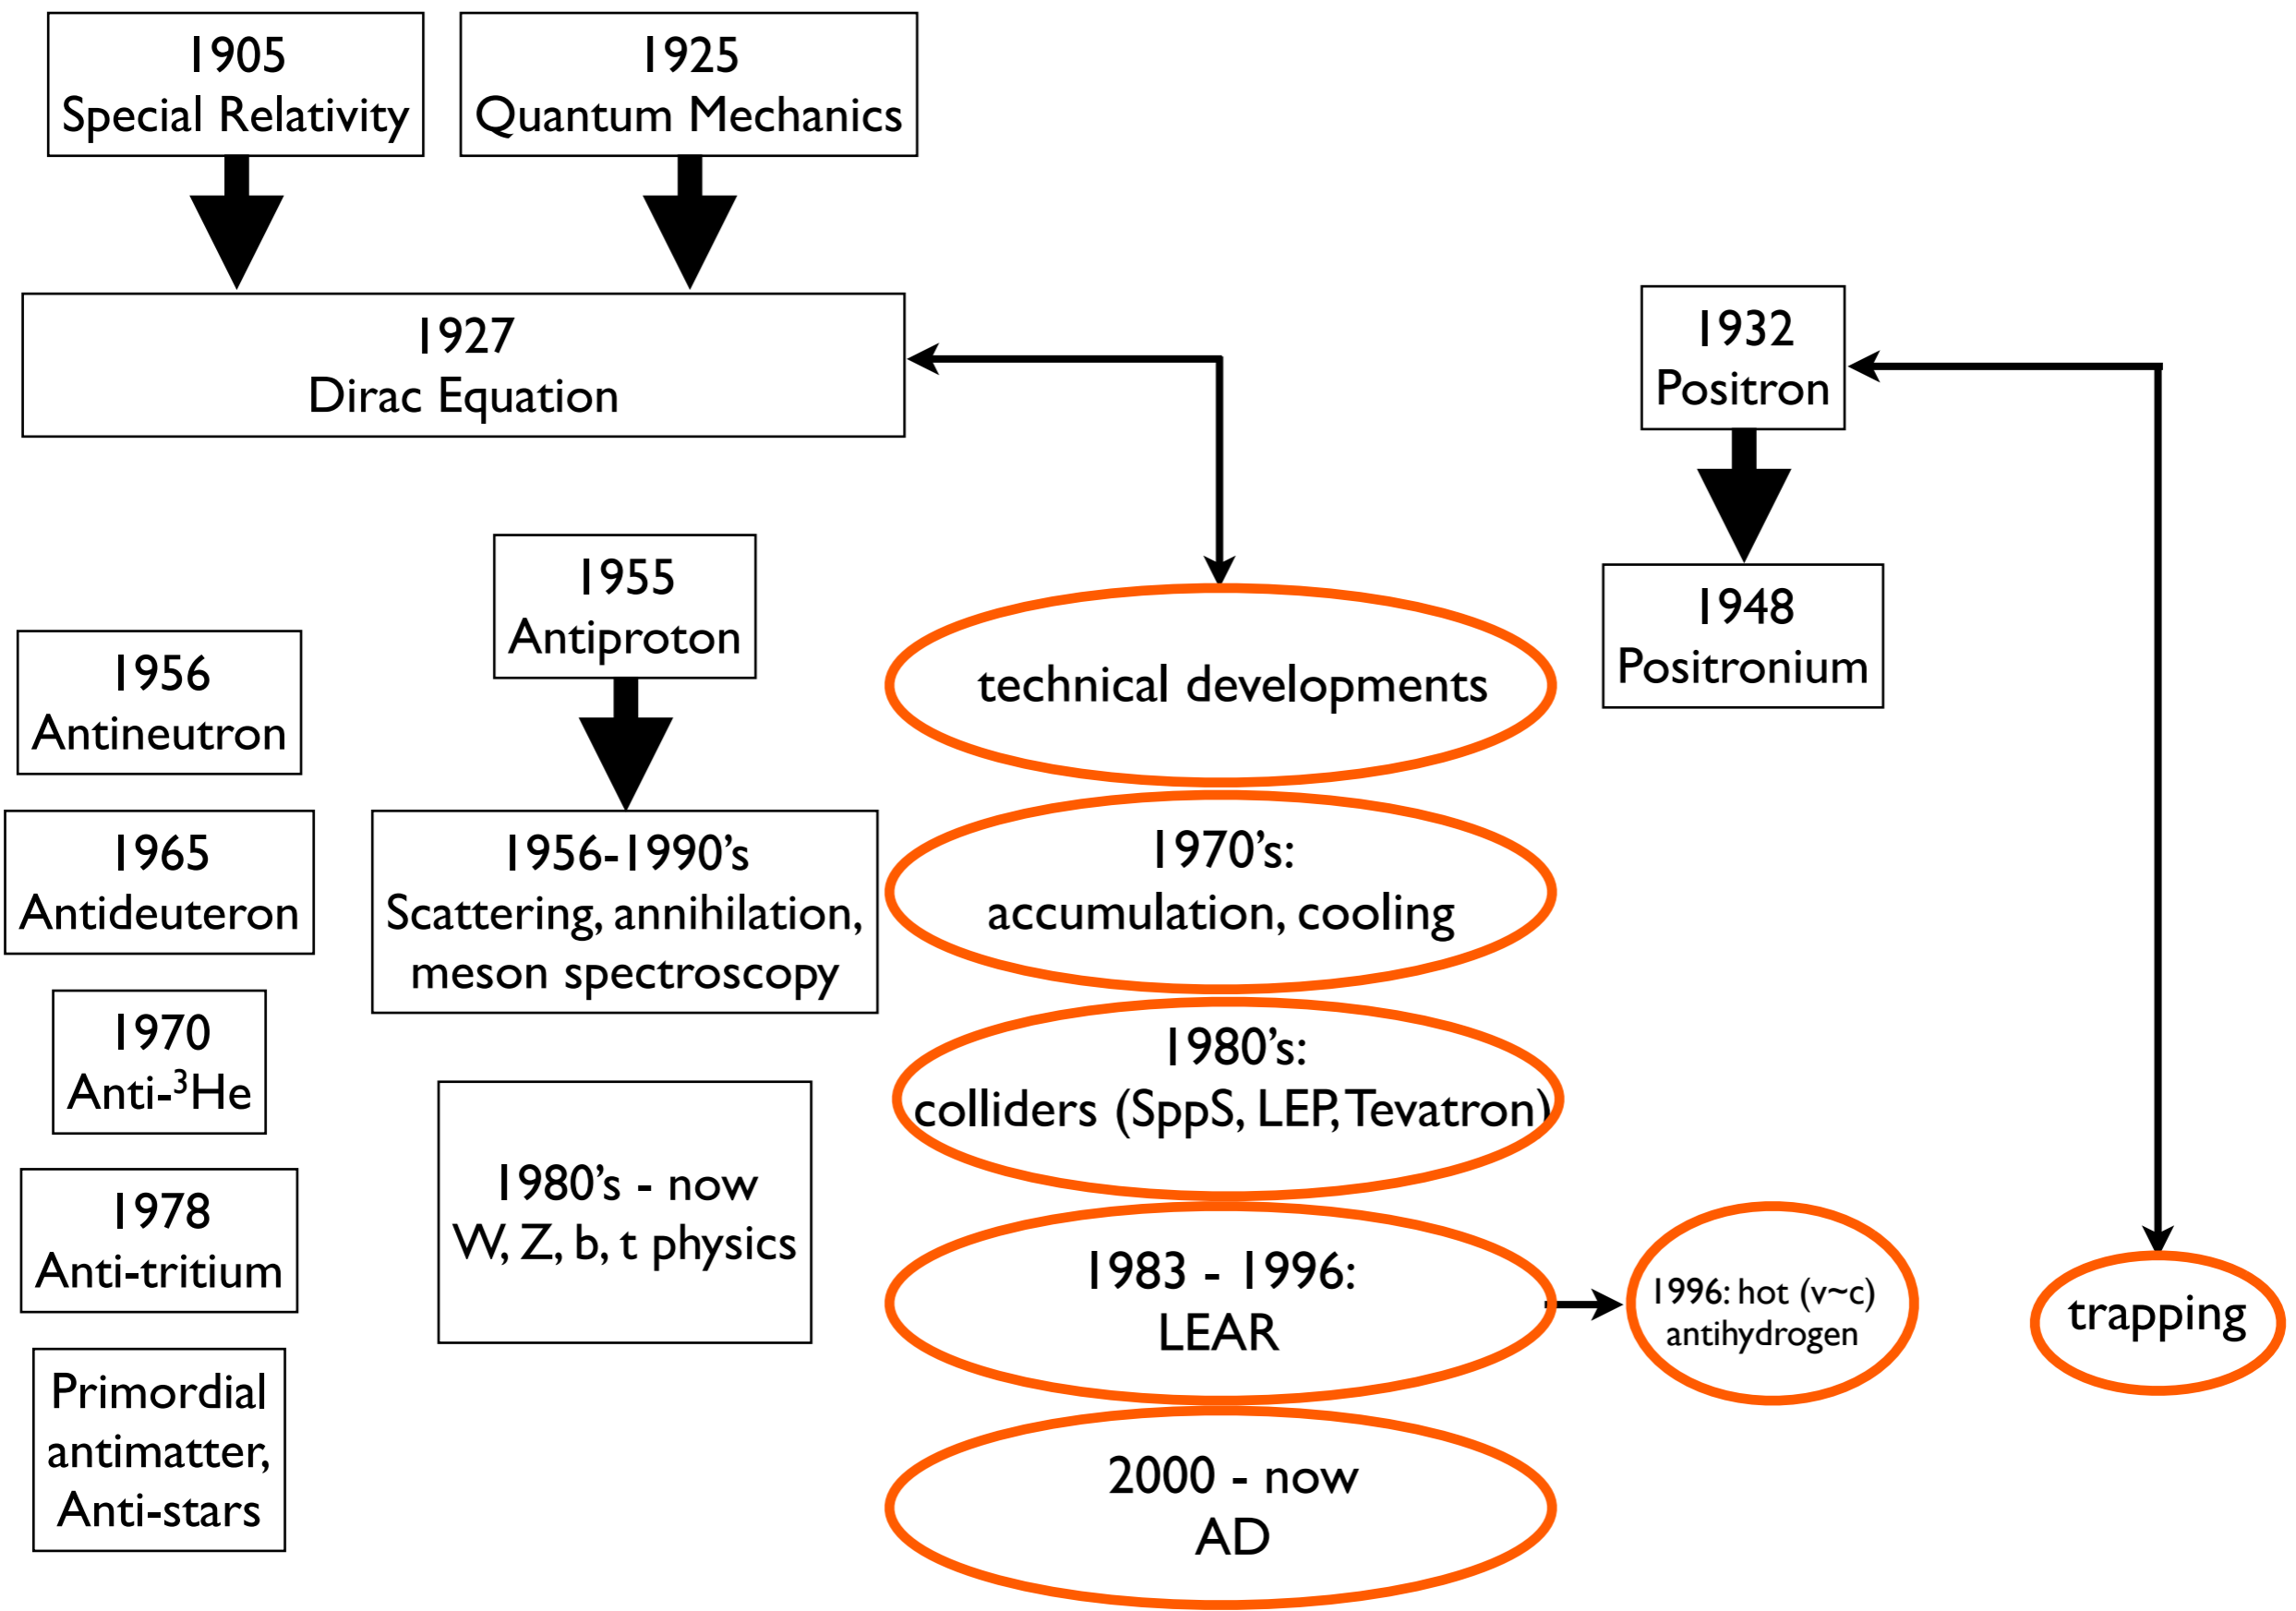 1905
Special Relativity
1925
Quantum Mechanics
1927
Dirac Equation
1932
Positron
1948
Positronium
1955
Antiproton
1956
Antineutron
1965
Antideuteron
1970
Anti-³He
1978
Anti-tritium
Primordial
antimatter,
Anti-stars
1956-1990’s
Scattering, annihilation,
meson spectroscopy
1980’s - now
W, Z, b, t physics
technical developments
1970’s:
accumulation, cooling
1980’s:
colliders (SppS, LEP, Tevatron)
1983 - 1996:
LEAR
2000 - now
AD
1996: hot (v~c)
antihydrogen
trapping